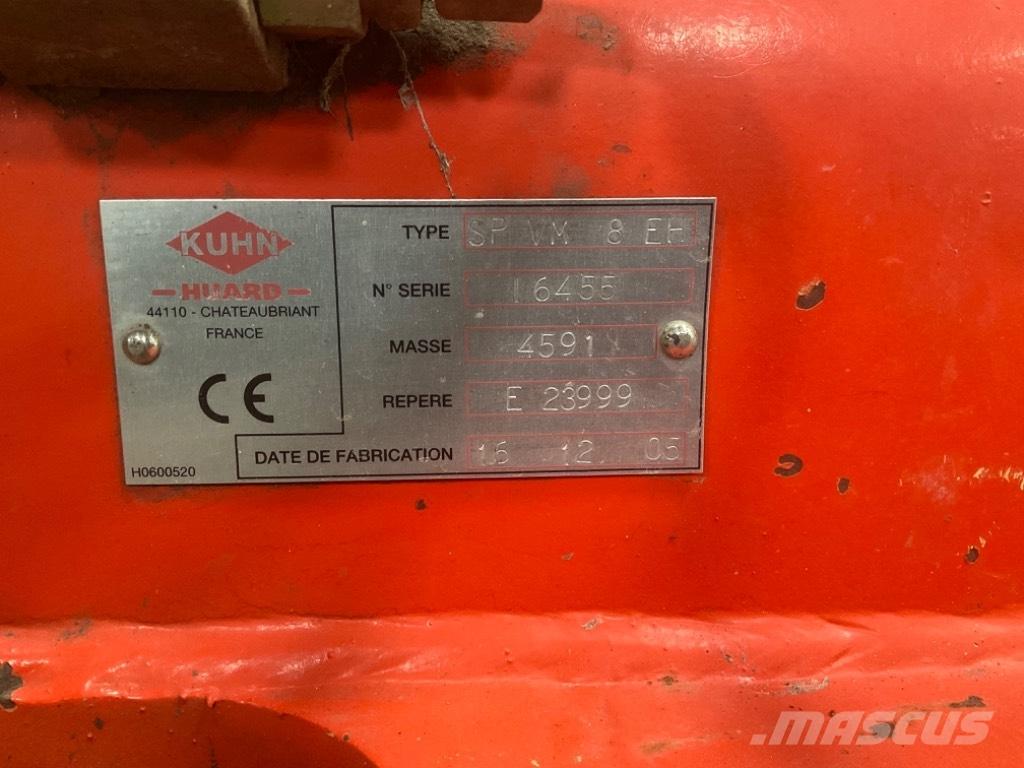 KUHN
HUARD
44110 - CHATEAUBRIANT
FRANCE
CE
H0600520
TYPE SP VM 8 EH
N° SERIE 16455
MASSE 4591
REPERE E 23999
DATE DE FABRICATION 16 12 05
MASCUS